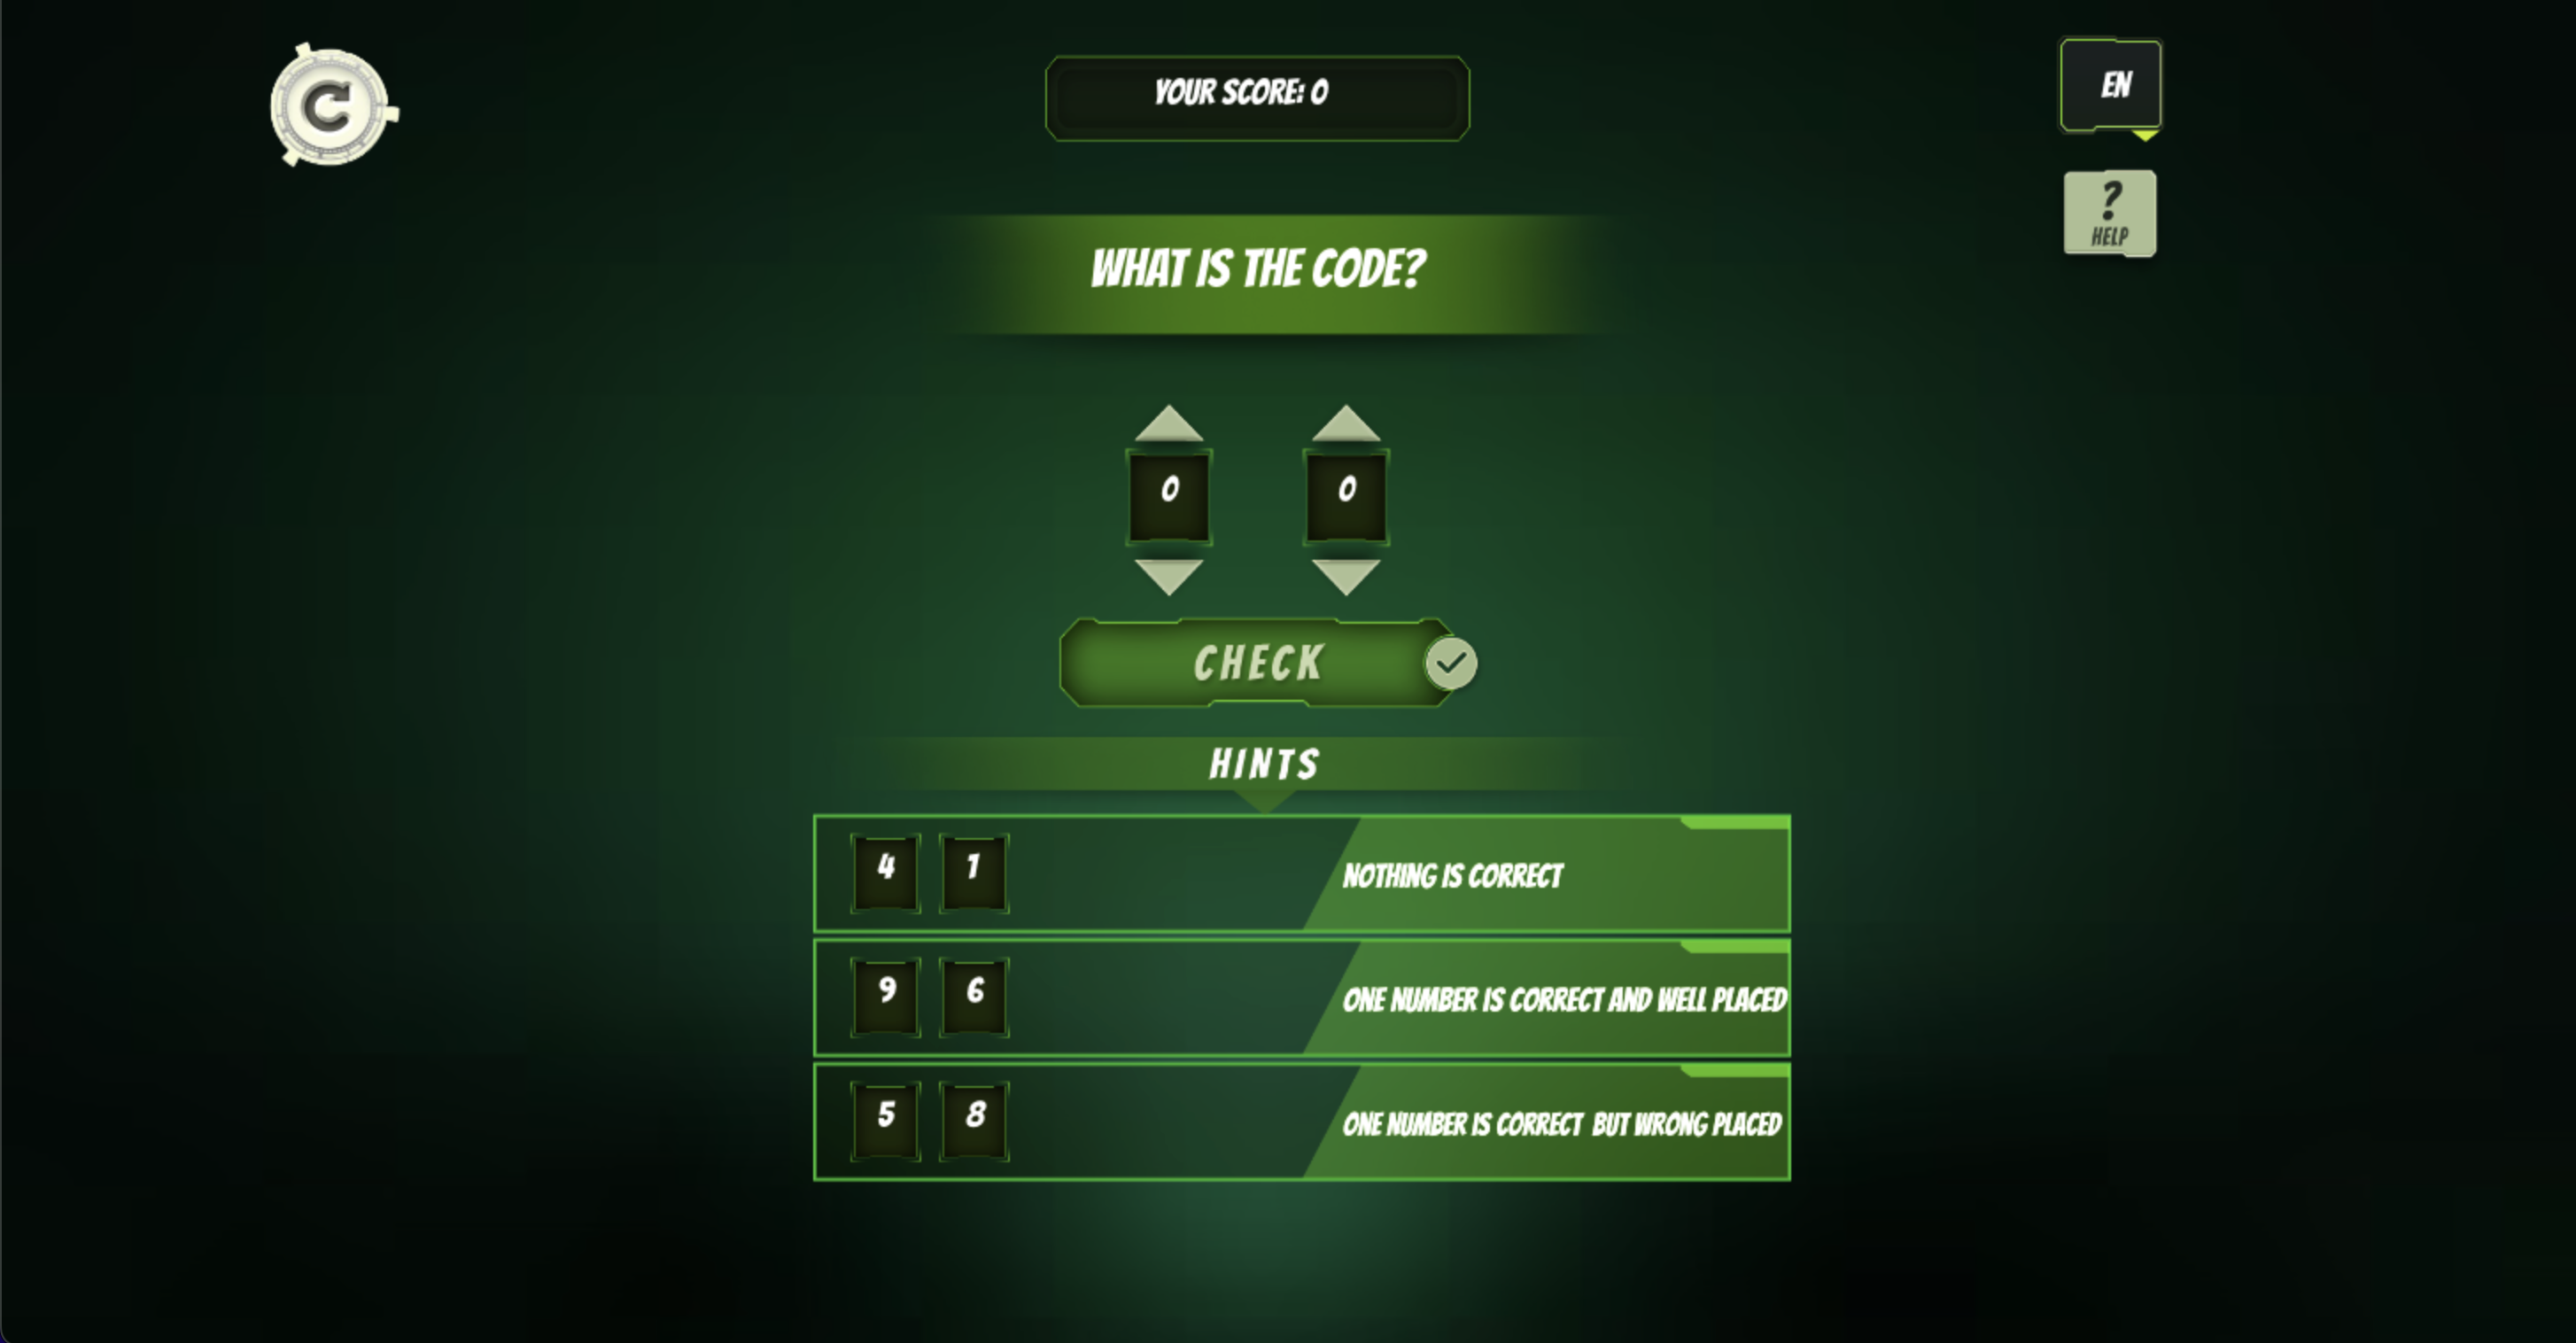 YOUR SCORE: 0
EN
?
HELP
WHAT IS THE CODE?
0 0
CHECK
HINTS
4 1 NOTHING IS CORRECT
9 6 ONE NUMBER IS CORRECT AND WELL PLACED
5 8 ONE NUMBER IS CORRECT BUT WRONG PLACED